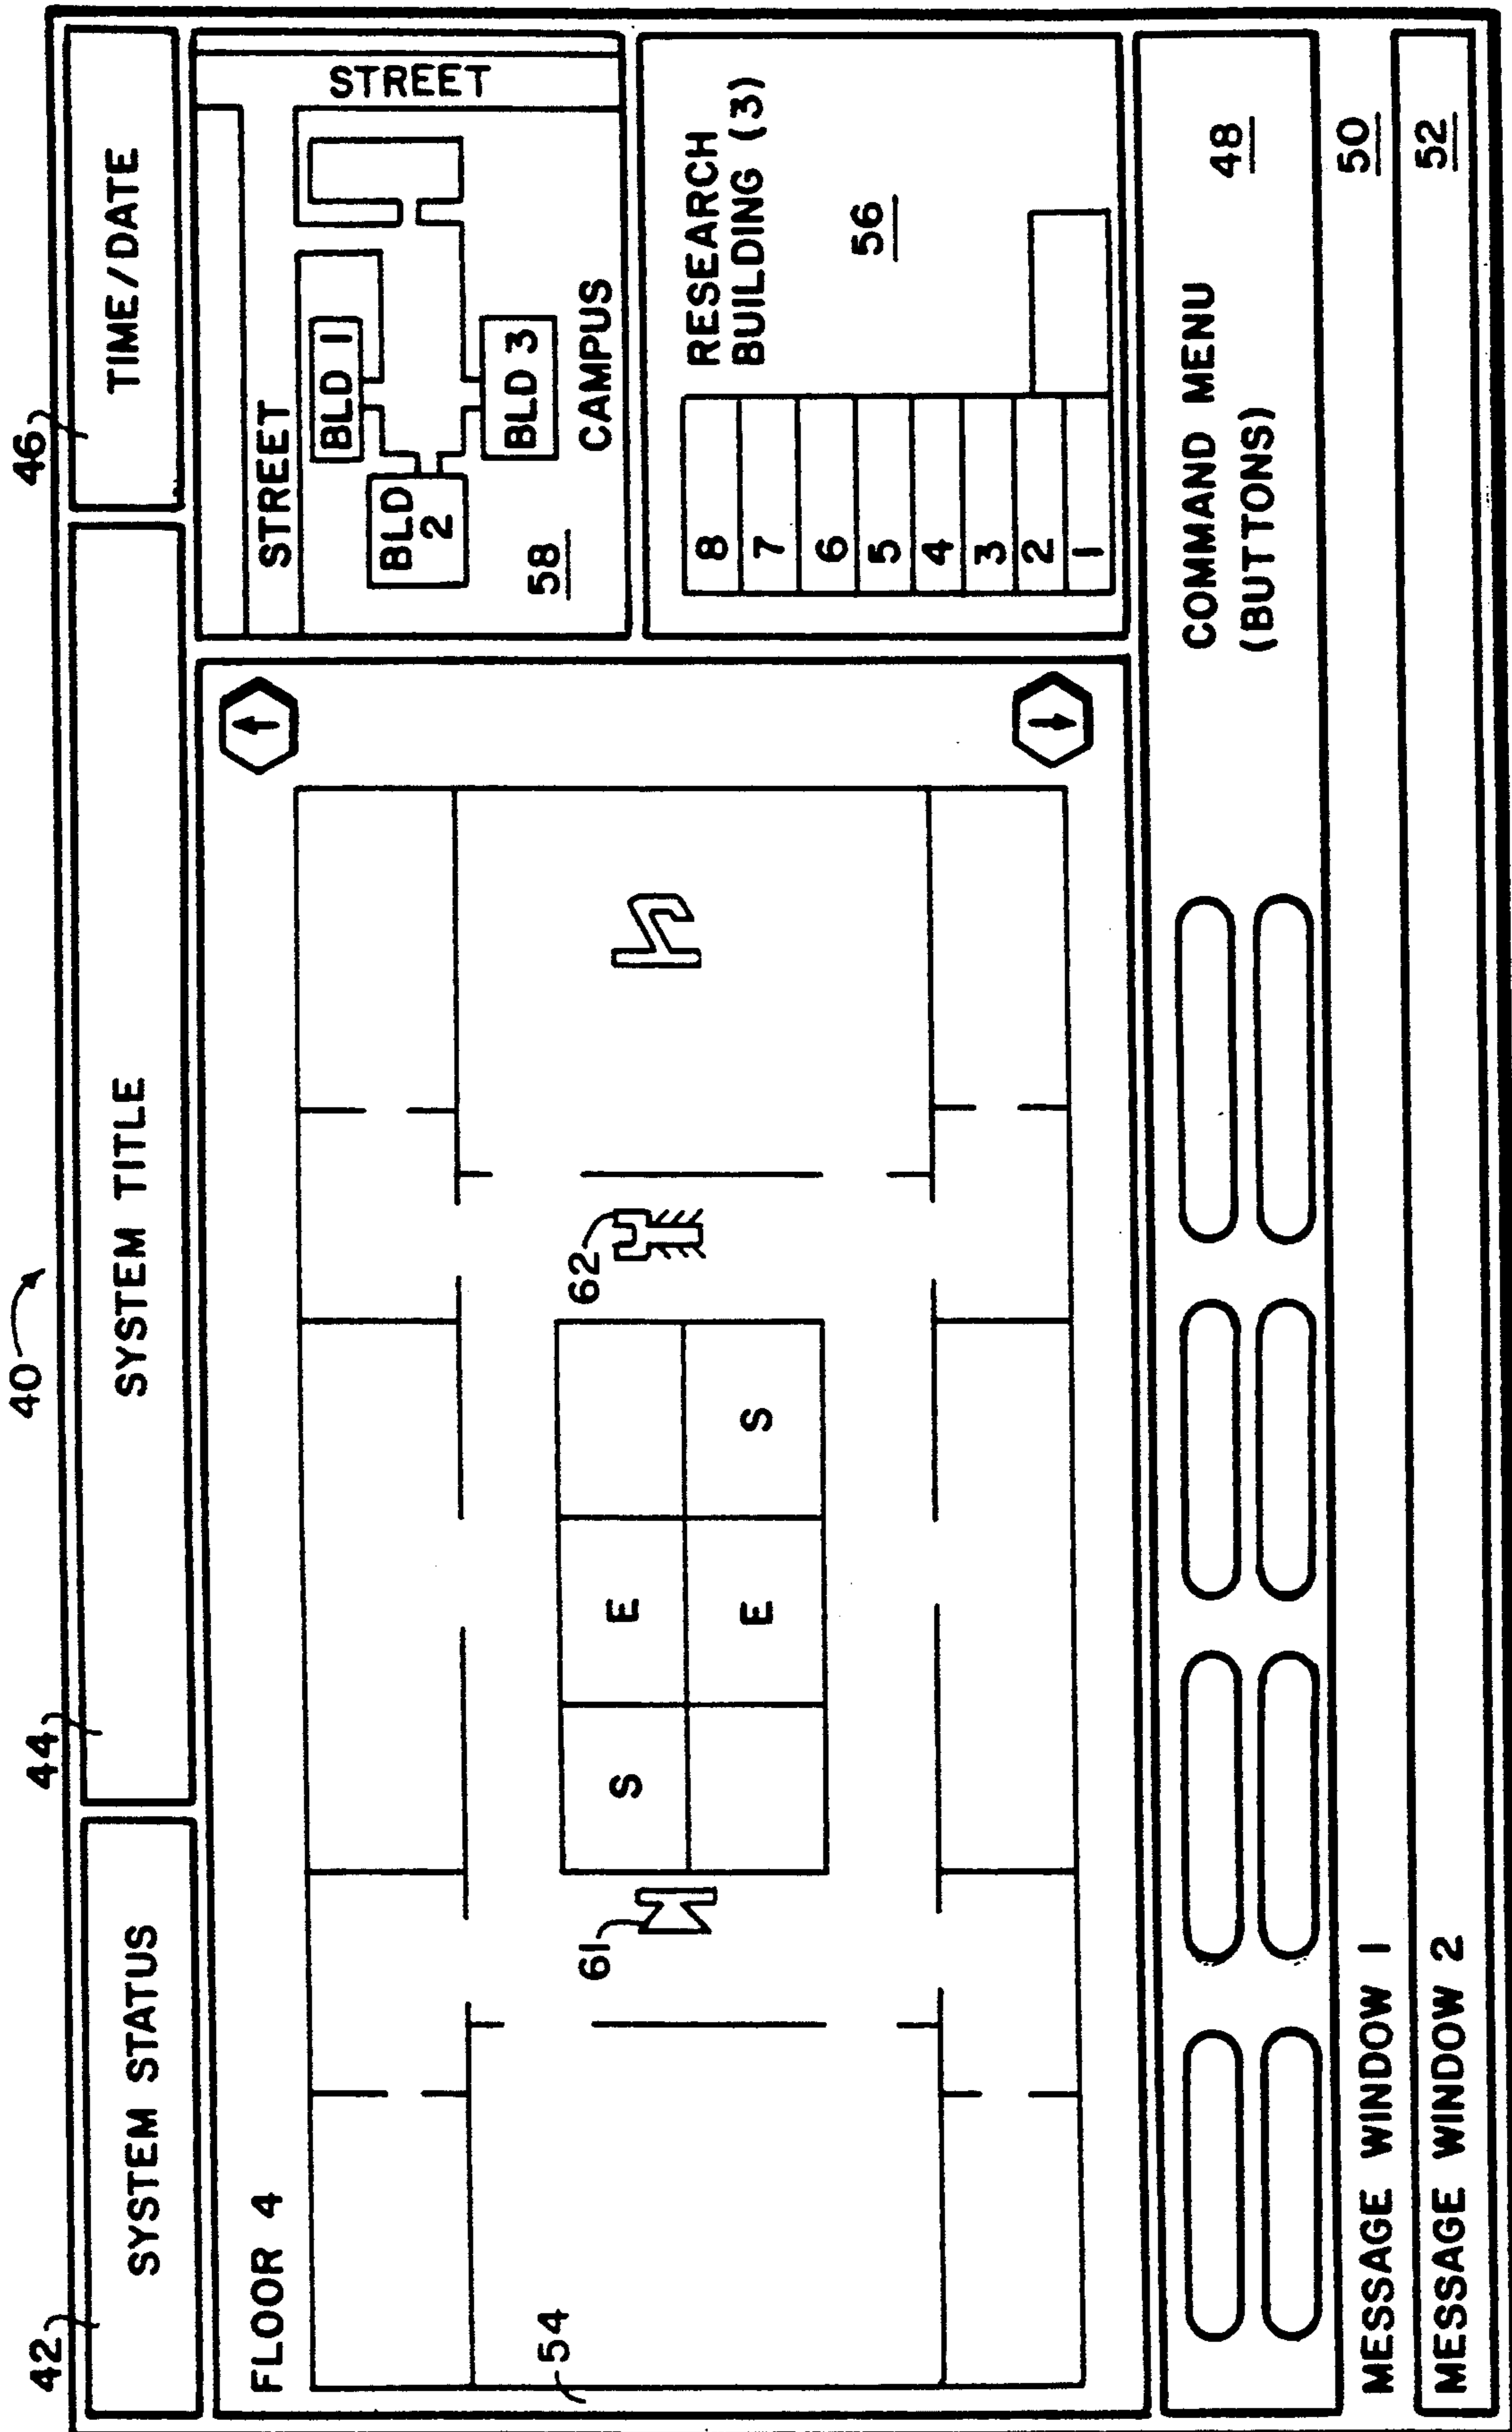 40
42
44
46
SYSTEM STATUS
SYSTEM TITLE
TIME/DATE
FLOOR 4
54
61
62
S
E
E
S
STREET
STREET
BLD 1
BLD
2
BLD 3
58
CAMPUS
RESEARCH
BUILDING (3)
56
8
7
6
5
4
3
2
1
COMMAND MENU
(BUTTONS)
48
MESSAGE WINDOW 1
50
MESSAGE WINDOW 2
52